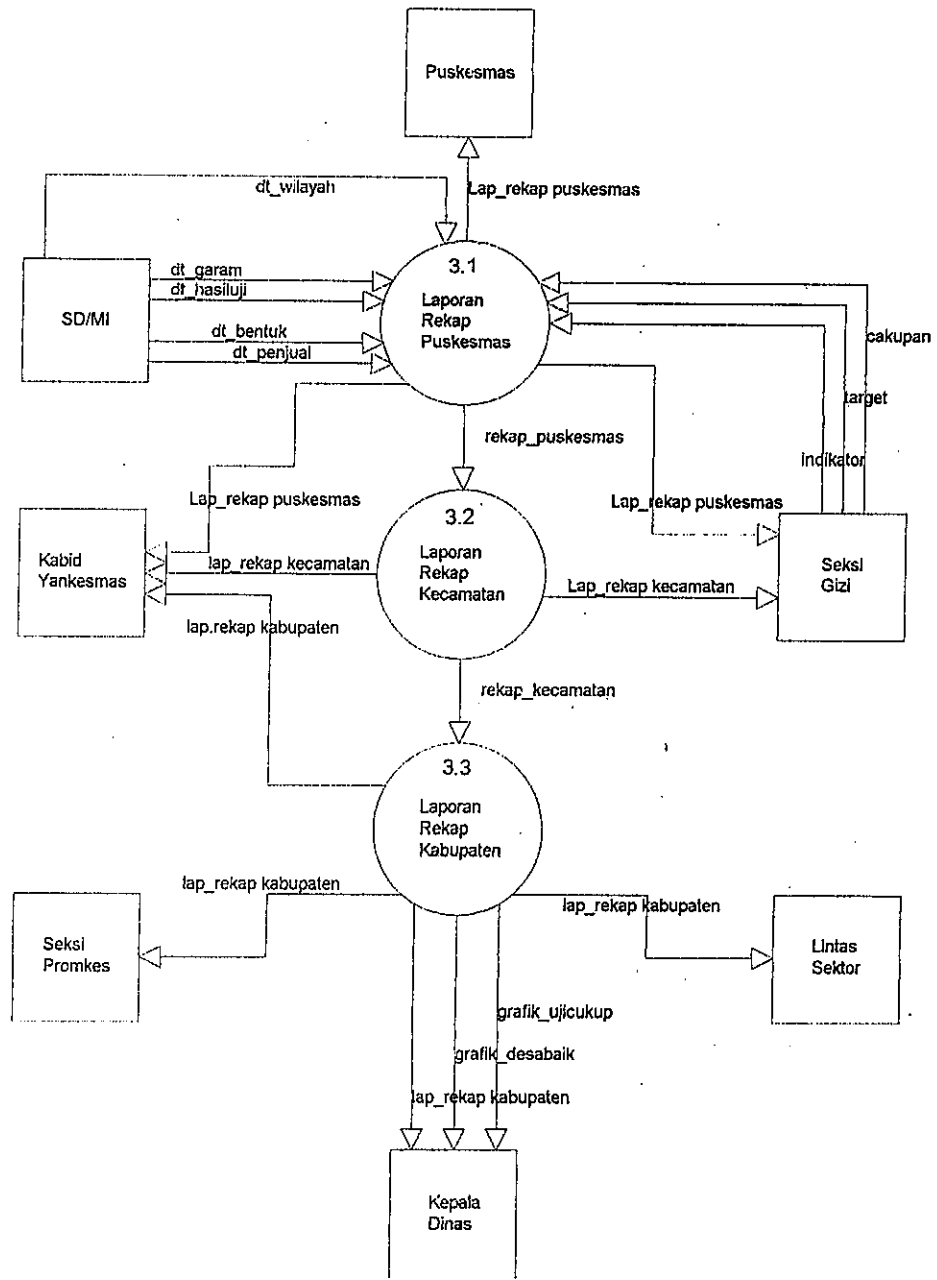 Puskesmas
dt_wilayah
Lap_rekap puskesmas
3.1
Laporan
Rekap
Puskesmas
SD/MI
dt_garam
dt_hasiluji
dt_bentuk
dt_penjual
cakupan
target
indikator
rekap_puskesmas
Lap_rekap puskesmas
Lap_rekap puskesmas
3.2
Laporan
Rekap
Kecamatan
Kabid
Yankesmas
lap_rekap kecamatan
Lap_rekap kecamatan
Seksi
Gizi
lap.rekap kabupaten
rekap_kecamatan
3.3
Laporan
Rekap
Kabupaten
lap_rekap kabupaten
lap_rekap kabupaten
Seksi
Promkes
Lintas
Sektor
grafik_ujicukup
grafik_desabaik
lap_rekap kabupaten
Kepala
Dinas